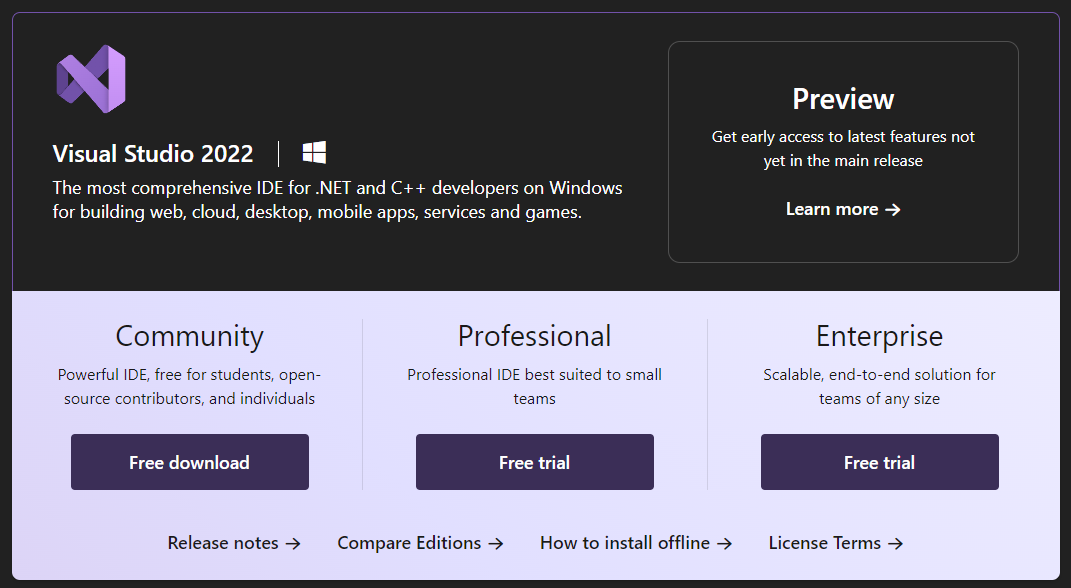 Visual Studio 2022
The most comprehensive IDE for .NET and C++ developers on Windows
for building web, cloud, desktop, mobile apps, services and games.
Preview
Get early access to latest features not
yet in the main release
Learn more →
Community
Powerful IDE, free for students, open-
source contributors, and individuals
Free download
Professional
Professional IDE best suited to small
teams
Free trial
Enterprise
Scalable, end-to-end solution for
teams of any size
Free trial
Release notes →
Compare Editions →
How to install offline →
License Terms →